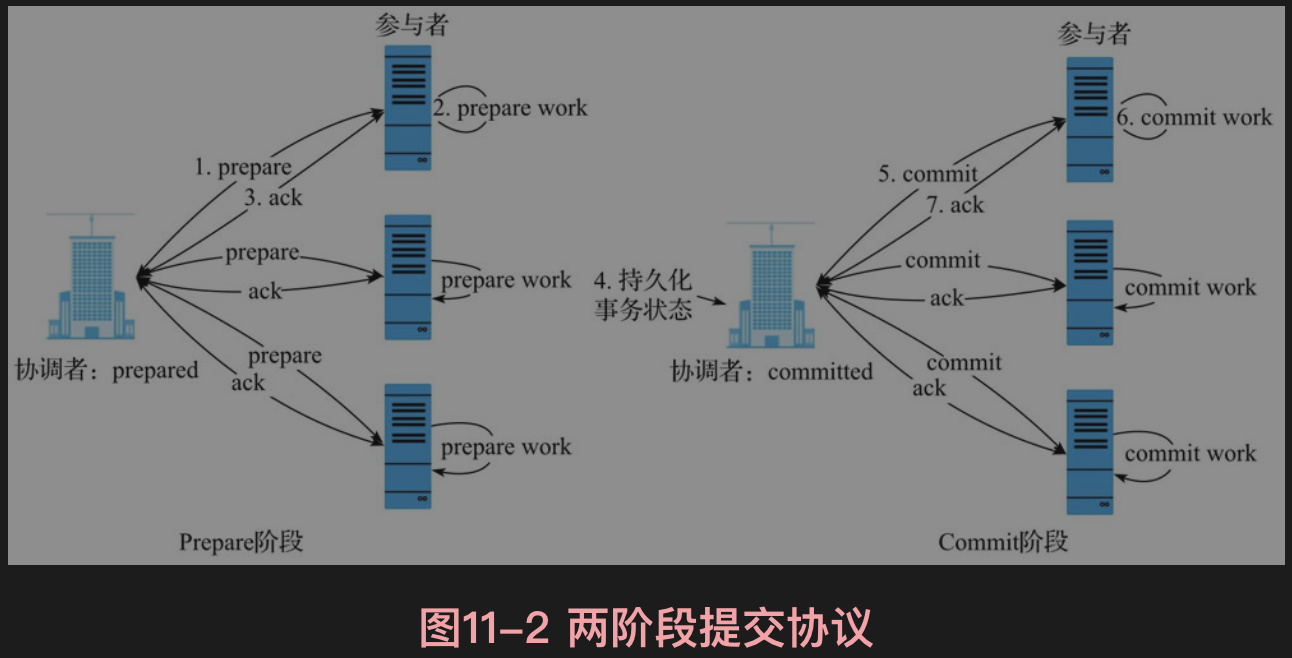 参与者
2. prepare work
1. prepare
3. ack
prepare
ack
prepare work
协调者：prepared
prepare
ack
prepare work
Prepare阶段
参与者
6. commit work
5. commit
7. ack
4. 持久化
事务状态
commit
ack
commit work
协调者：committed
commit
ack
commit work
Commit阶段
图11-2 两阶段提交协议